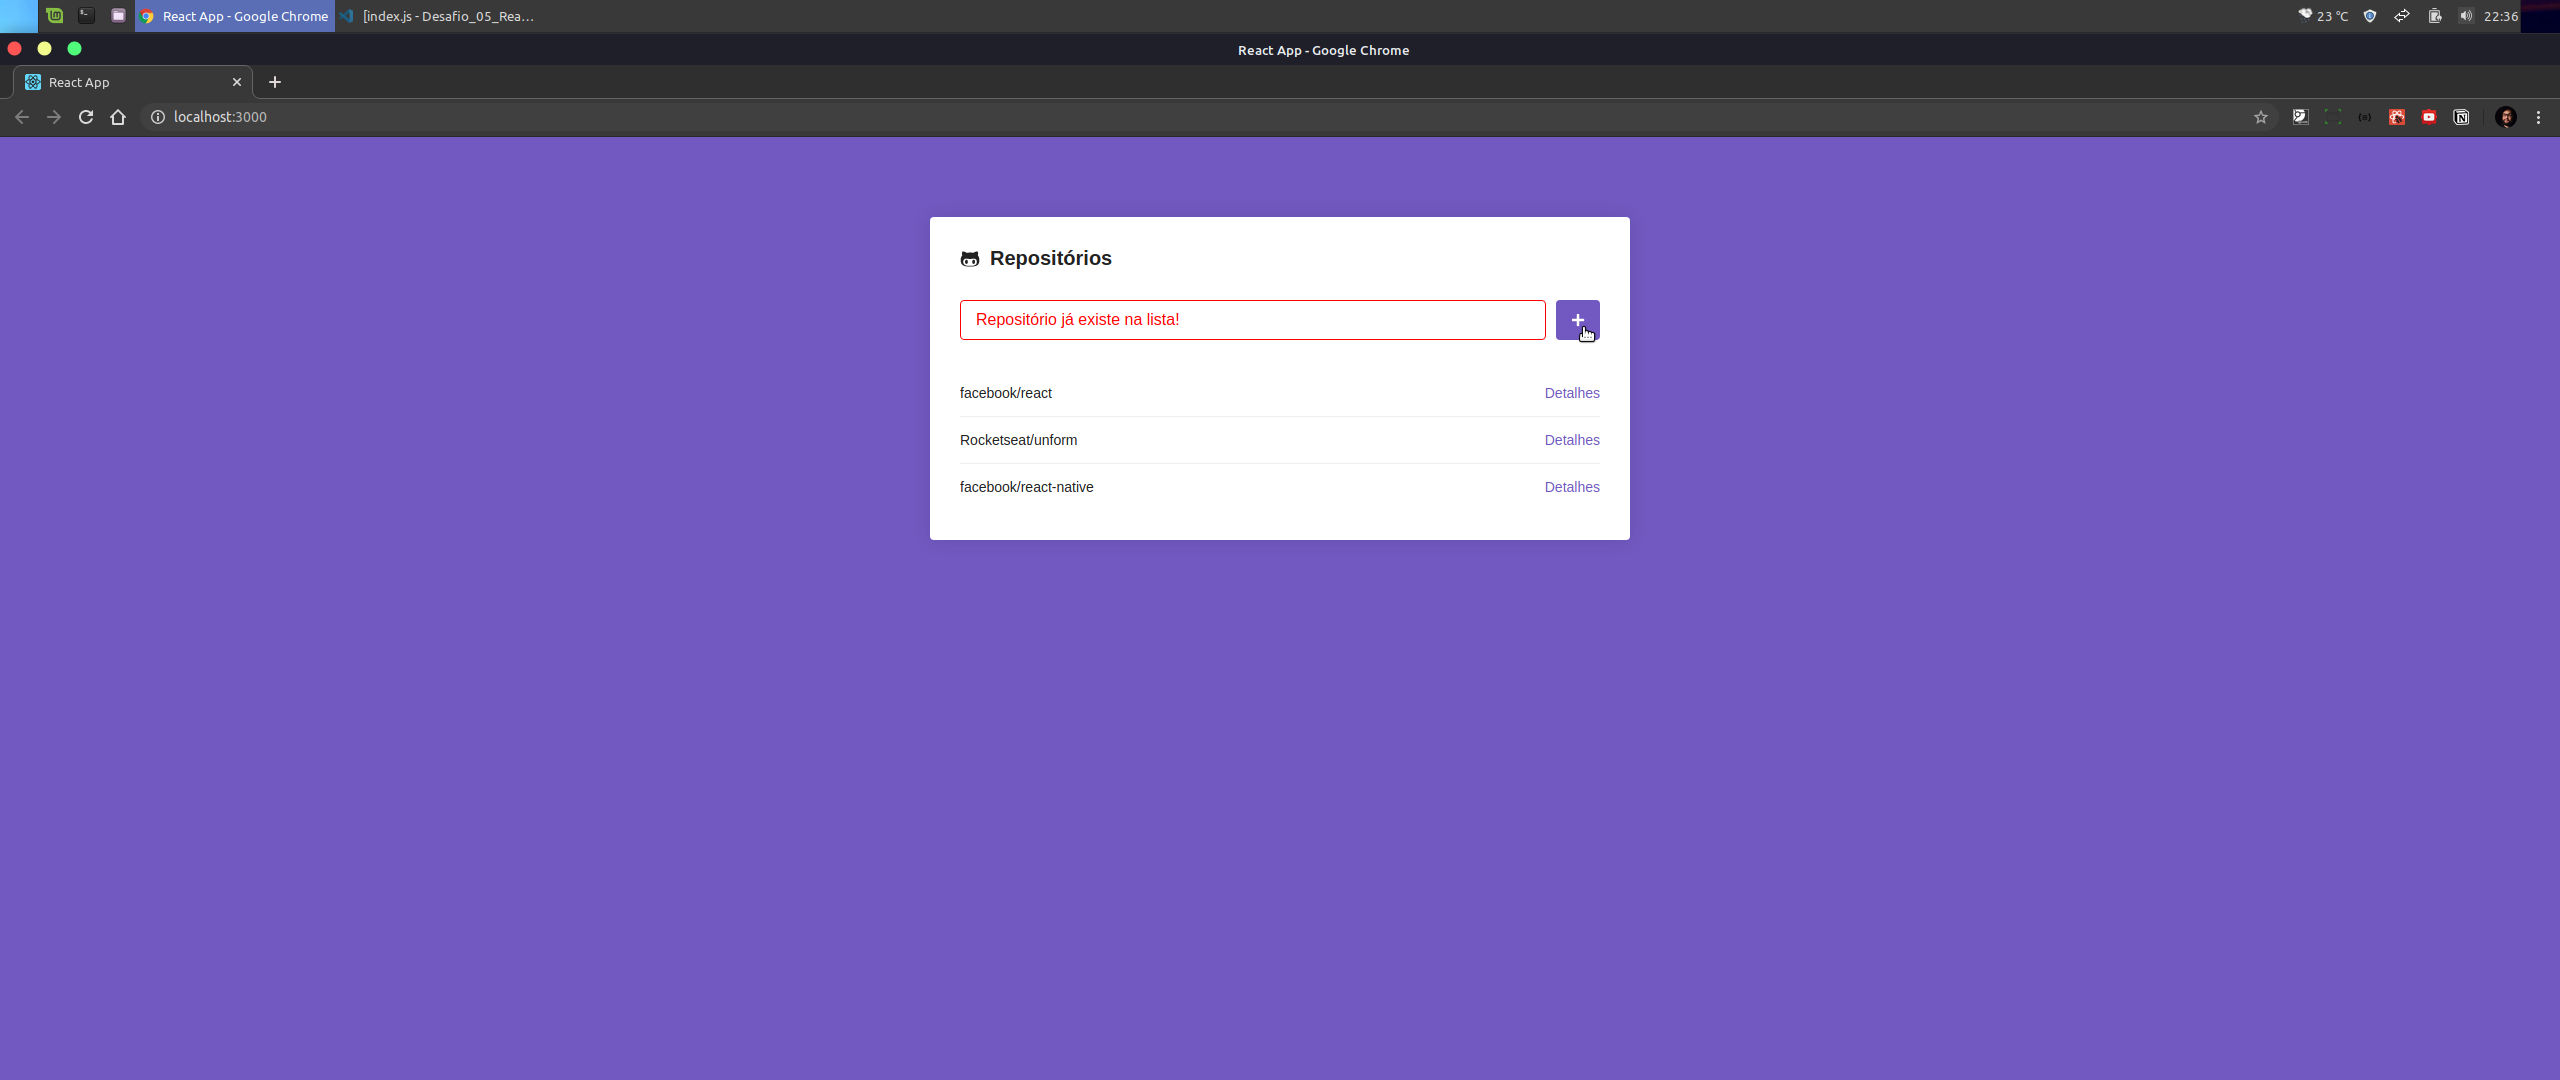 React App - Google Chrome
[index.js - Desafio_05_Rea...
23 °C
22:36
React App - Google Chrome
React App
localhost:3000
Repositórios
Repositório já existe na lista!
facebook/react
Detalhes
Rocketseat/unform
Detalhes
facebook/react-native
Detalhes